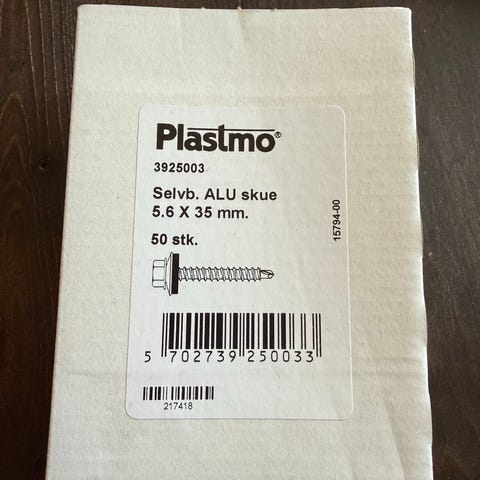 Plastmo®
3925003
Selvb. ALU skue
5.6 X 35 mm.
50 stk.
15794-00
5 702739 250033
217418